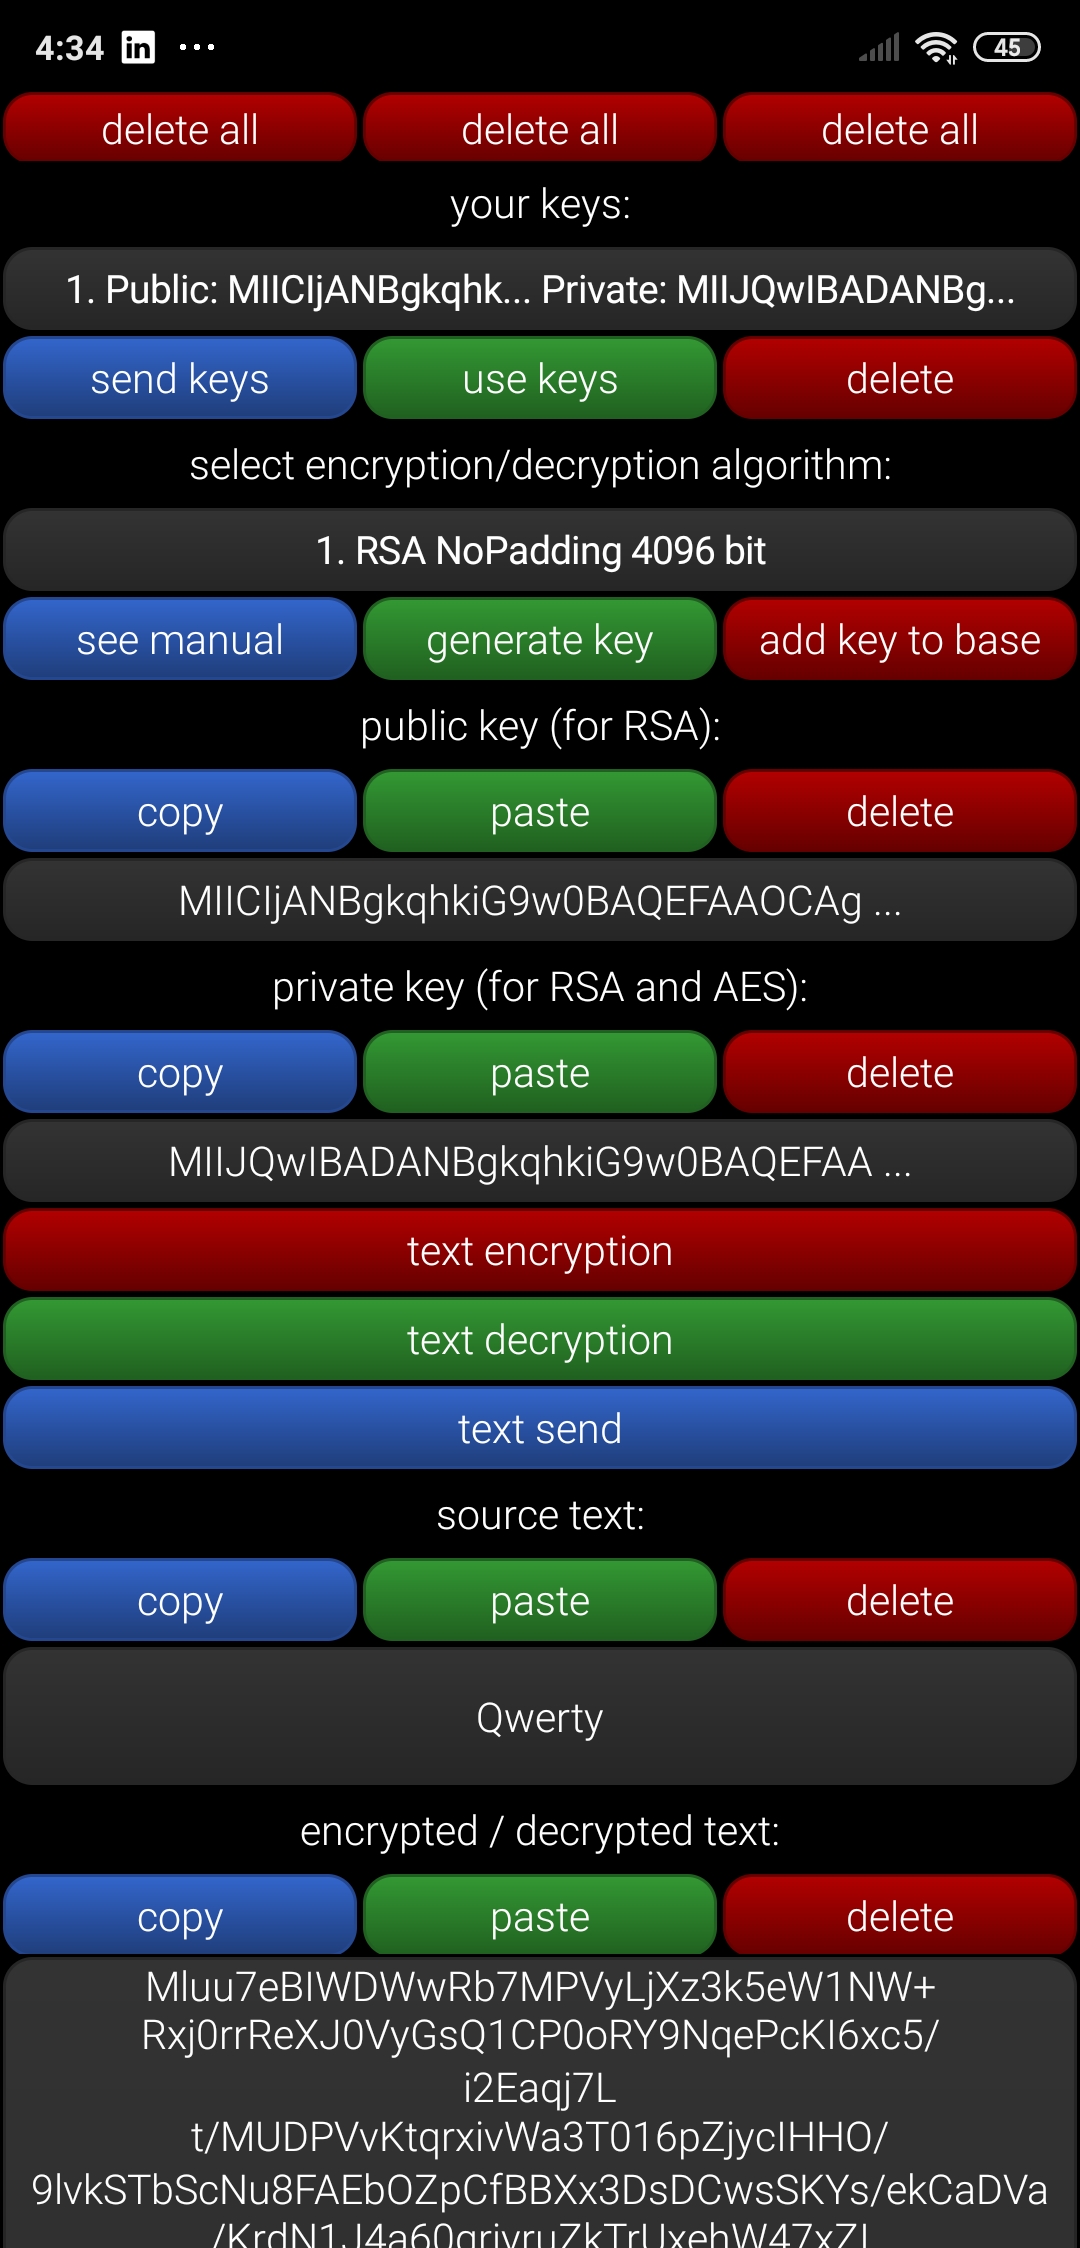 4:34 in ... 45
delete all delete all delete all
your keys:
1. Public: MIICIjANBgkqhk... Private: MIIJQwIBADANBg...
send keys use keys delete
select encryption/decryption algorithm:
1. RSA NoPadding 4096 bit
see manual generate key add key to base
public key (for RSA):
copy paste delete
MIICIjANBgkqhkiG9w0BAQEFAAOCAg ...
private key (for RSA and AES):
copy paste delete
MIIJQwIBADANBgkqhkiG9w0BAQEFAA ...
text encryption
text decryption
text send
source text:
copy paste delete
Qwerty
encrypted / decrypted text:
copy paste delete
Mluu7eBIWDWwRb7MPVyLjXz3k5eW1NW+
Rxj0rrReXJ0VyGsQ1CP0oRY9NqePcKI6xc5/
i2Eaqj7L
t/MUDPVvKtqrxivWa3T016pZjycIHHO/
9lvkSTbScNu8FAEbOZpCfBBXx3DsDCwsSKYs/ekCaDVa